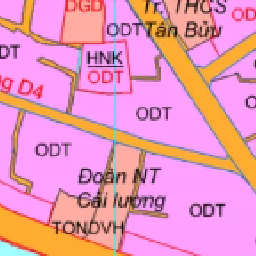 DGD
Tr. THCS
Tân Bửu
OD
ODT
ODT
HNK
ODT
ng D4
ODT
ODT
O
ODT
Đoàn NT
Cải lương
ODT
TONDVH